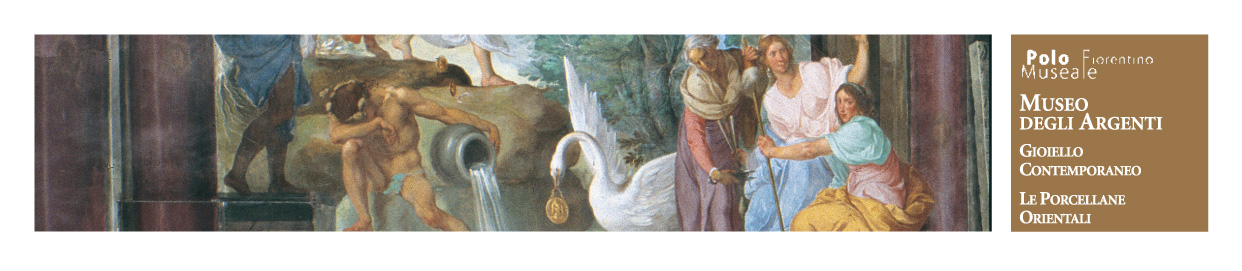 Polo Fiorentino
Museale
MUSEO
DEGLI ARGENTI
GIOIELLO
CONTEMPORANEO
LE PORCELLANE
ORIENTALI